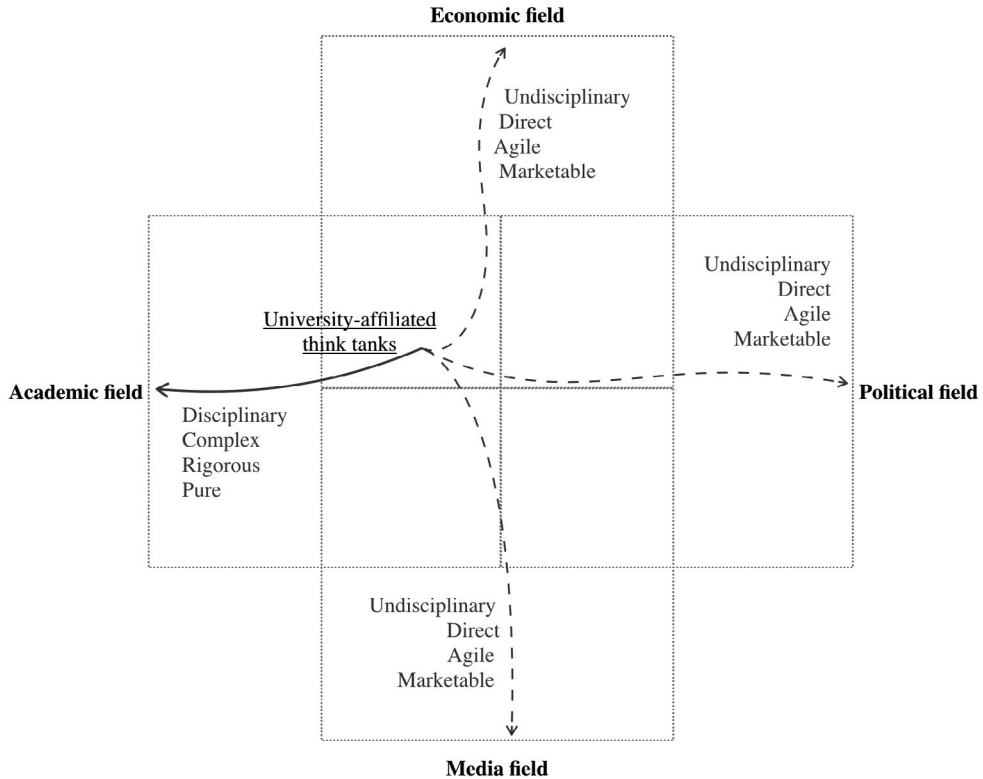 Economic field
Undisciplinary
Direct
Agile
Marketable
Undisciplinary
Direct
Agile
Marketable
University-affiliated
think tanks
Academic field
Political field
Disciplinary
Complex
Rigorous
Pure
Undisciplinary
Direct
Agile
Marketable
Media field